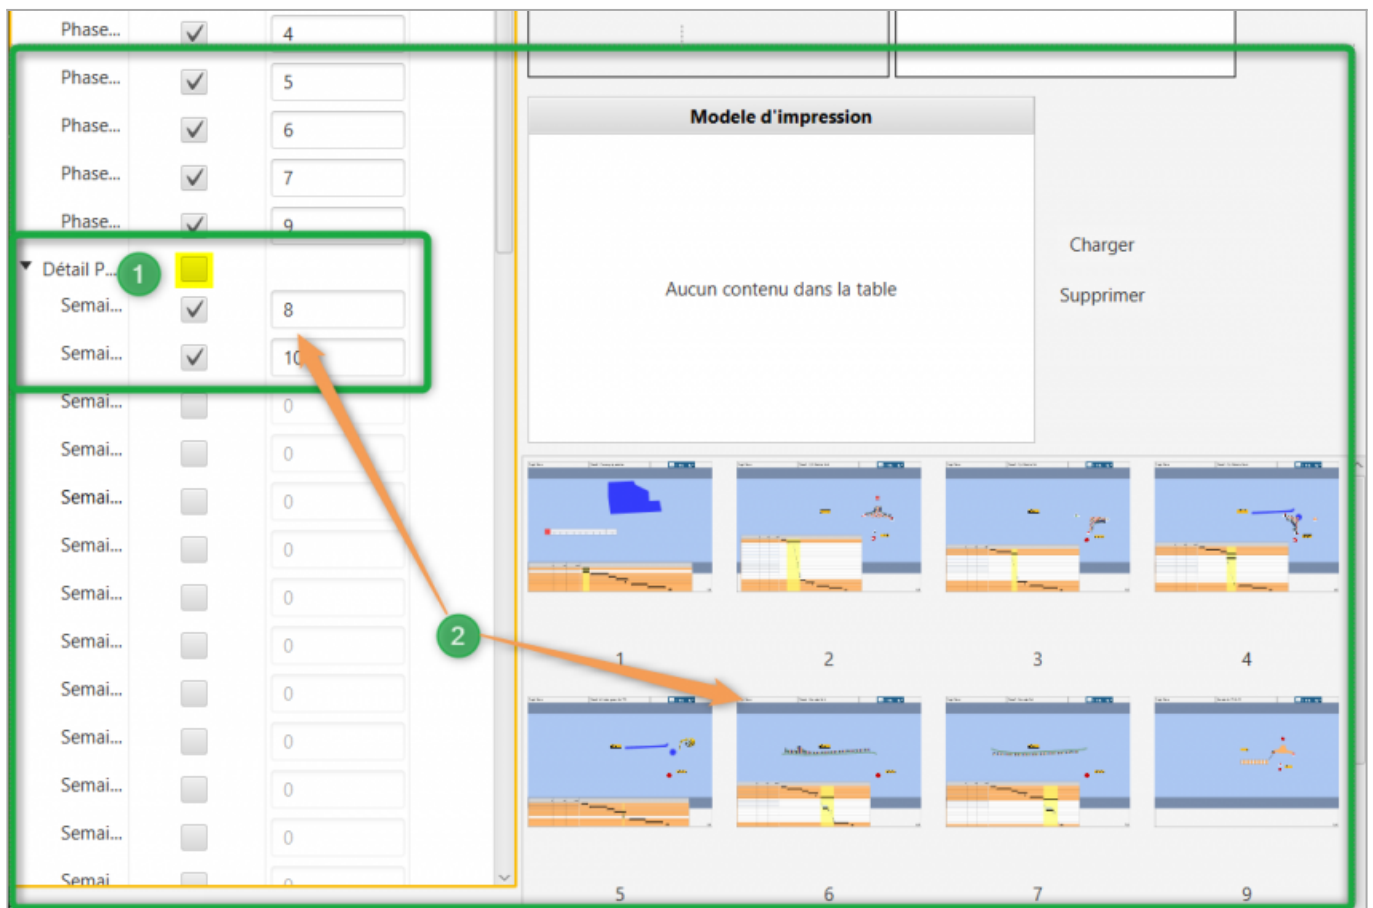 Phase... 4
Phase... 5
Phase... 6
Phase... 7
Phase... 9
Détail P... 1
Semai... 8
Semai... 10
Semai... 0
Semai... 0
Semai... 0
Semai... 0
Semai... 0
Semai... 0
Semai... 0
Semai... 0
Semai... 0
Semai... 0
Semai
2
Modele d'impression
Aucun contenu dans la table
Charger
Supprimer
1 2 3 4
5 6 7 9